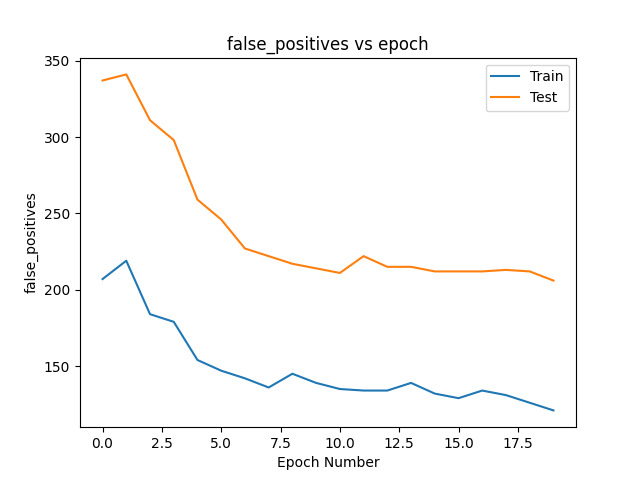 false_positives vs epoch
350
300
250
200
150
false_positives
Train
Test
0.0 2.5 5.0 7.5 10.0 12.5 15.0 17.5
Epoch Number